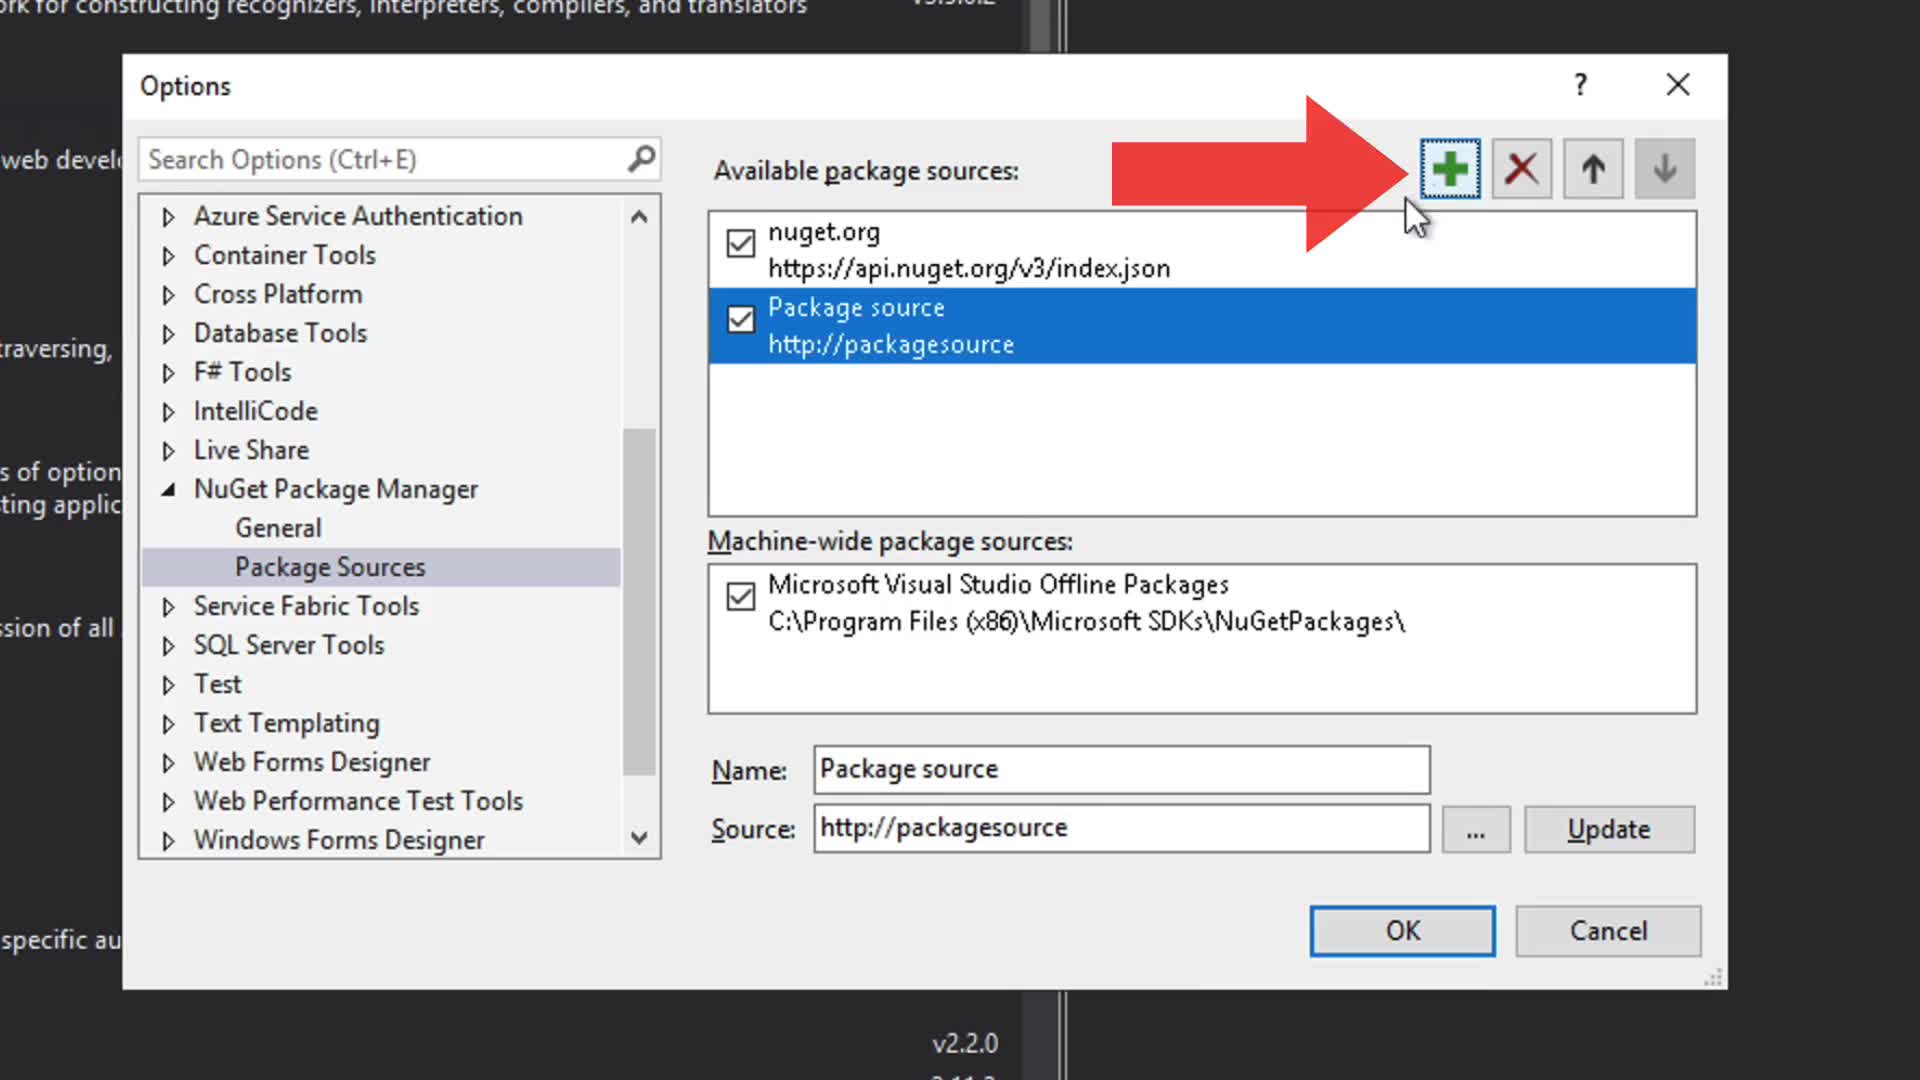 ork for constructing recognizers, interpreters, compilers, and translators
Options
?
web develo
Search Options (Ctrl+E)
Available package sources:
Azure Service Authentication
Container Tools
Cross Platform
Database Tools
F# Tools
IntelliCode
Live Share
NuGet Package Manager
General
Package Sources
Service Fabric Tools
SQL Server Tools
Test
Text Templating
Web Forms Designer
Web Performance Test Tools
Windows Forms Designer
nuget.org
https://api.nuget.org/v3/index.json
Package source
http://packagesource
Machine-wide package sources:
Microsoft Visual Studio Offline Packages
C:\Program Files (x86)\Microsoft SDKs\NuGetPackages\
Name: Package source
Source: http://packagesource
...
Update
OK
Cancel
traversing,
s of option
sting applic
ssion of all
specific au
v2.2.0